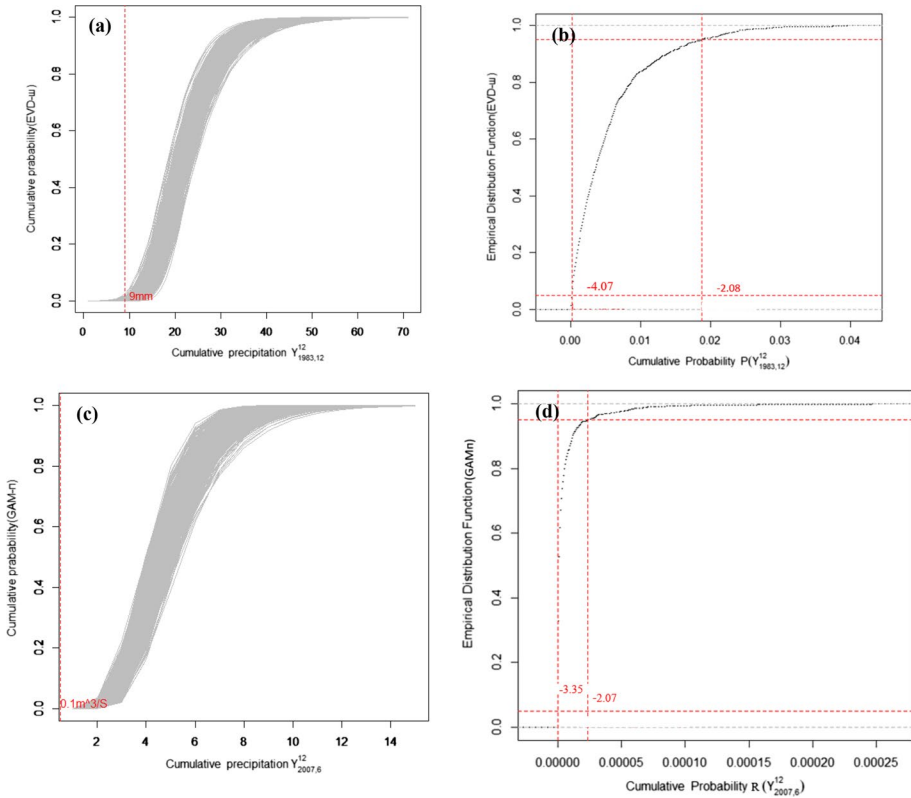 (a)
Cumulative prabability(EVD-ш)
1.0
0.8
0.6
0.4
0.2
0.0
9mm
0 10 20 30 40 50 60 70
Cumulative precipitation Y¹²₁₉₈₃,₁₂
(b)
Empirical Distribution Function(EVD-ш)
1.0
0.8
0.6
0.4
0.2
0.0
-4.07
-2.08
0.00 0.01 0.02 0.03 0.04
Cumulative Probability P(Y¹²₁₉₈₃,₁₂)
(c)
Cumulative prabability(GAM-n)
1.0
0.8
0.6
0.4
0.2
0.0
0.1m^3/S
2 4 6 8 10 12 14
Cumulative precipitation Y¹²₂₀₀₇,₆
(d)
Empirical Distribution Function(GAMn)
1.0
0.8
0.6
0.4
0.2
0.0
-3.35
-2.07
0.00000 0.00005 0.00010 0.00015 0.00020 0.00025
Cumulative Probability R (Y¹²₂₀₀₇,₆)